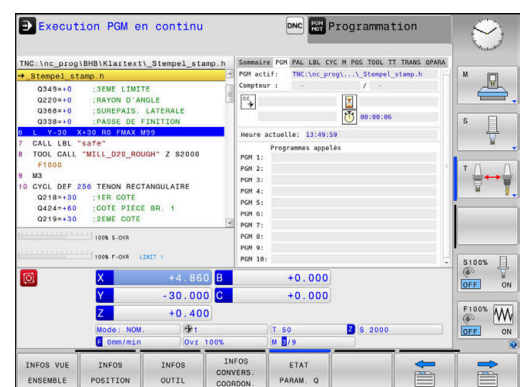 Execution PGM en continu
DNC
Programmation
TNC:\nc_prog\BHB\Klartext\_Stempel_stamp.h
→_Stempel_stamp.h
Q349=+0 ;3EME LIMITE
Q220=+0 ;RAYON D'ANGLE
Q368=+0 ;SUREPAIS. LATERALE
Q338=+0 ;PASSE DE FINITION
6 L Y-30 X+30 R0 FMAX M99
7 CALL LBL "safe"
8 TOOL CALL "MILL_D20_ROUGH" Z S2000
F1000
9 M3
10 CYCL DEF 256 TENON RECTANGULAIRE
Q218=+30 ;1ER COTE
Q424=+60 ;COTE PIECE BR. 1
Q219=+30 ;2EME COTE
100% S-OVR
100% F-OVR LIMIT 1
Sommaire PGM PAL LBL CYC M POS TOOL TT TRANS QPARA
PGM actif: TNC:\nc_prog\...\_Stempel_stamp.h
Compteur : - / -
00:00:06
Heure actuelle: 13:49:59
Programmes appelés
PGM 1:
PGM 2:
PGM 3:
PGM 4:
PGM 5:
PGM 6:
PGM 7:
PGM 8:
PGM 9:
PGM 10:
X +4.860 B +0.000
Y -30.000 C +0.000
Z +0.400
Mode: NOM. 1 T 50 Z S 2000
F 0mm/min Ovr 100% M 3/9
M
S
T
S100%
OFF ON
F100%
OFF ON
INFOS VUE
ENSEMBLE
INFOS
POSITION
INFOS
OUTIL
INFOS
CONVERS.
COORDON.
ETAT
PARAM. Q